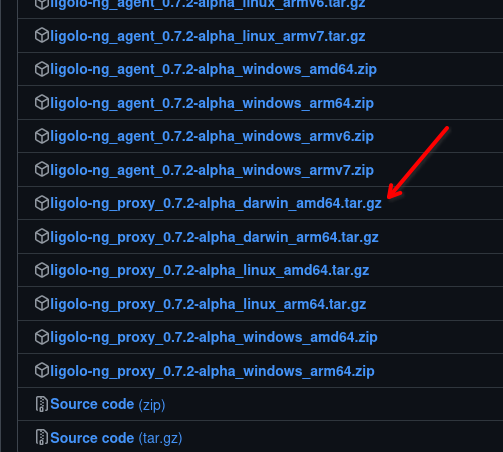 ligolo-ng_agent_0.7.2-alpha_linux_armv6.tar.gz
ligolo-ng_agent_0.7.2-alpha_linux_armv7.tar.gz
ligolo-ng_agent_0.7.2-alpha_windows_amd64.zip
ligolo-ng_agent_0.7.2-alpha_windows_arm64.zip
ligolo-ng_agent_0.7.2-alpha_windows_armv6.zip
ligolo-ng_agent_0.7.2-alpha_windows_armv7.zip
ligolo-ng_proxy_0.7.2-alpha_darwin_amd64.tar.gz
ligolo-ng_proxy_0.7.2-alpha_darwin_arm64.tar.gz
ligolo-ng_proxy_0.7.2-alpha_linux_amd64.tar.gz
ligolo-ng_proxy_0.7.2-alpha_linux_arm64.tar.gz
ligolo-ng_proxy_0.7.2-alpha_windows_amd64.zip
ligolo-ng_proxy_0.7.2-alpha_windows_arm64.zip
Source code (zip)
Source code (tar.gz)